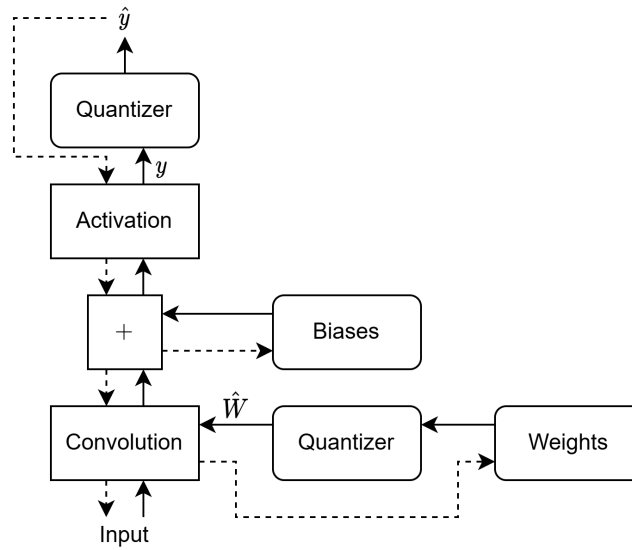 ŷ
Quantizer
y
Activation
+
Biases
Ŵ
Convolution
Quantizer
Weights
Input